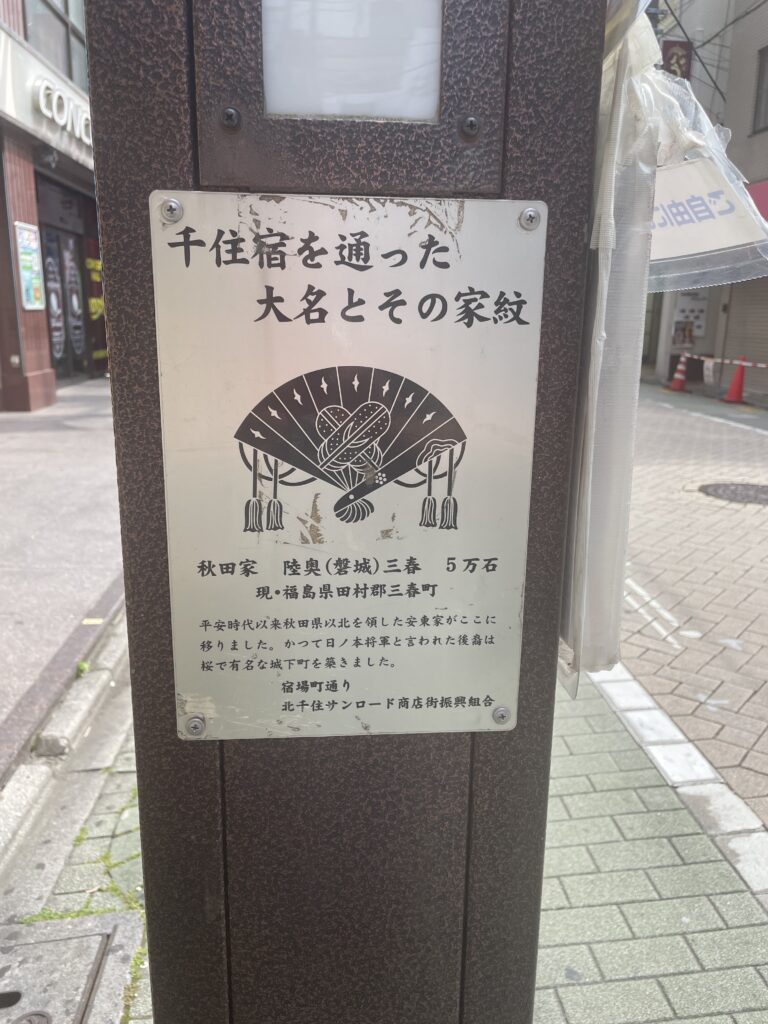 CONC
千住宿を通った
大名とその家紋
秋田家 陸奥(磐城)三春 5万石
現・福島県田村郡三春町
平安時代以来秋田県以北を領した安東家がここに
移りました。かつて日ノ本将軍と言われた後裔は
桜で有名な城下町を築きました。
宿場町通り
北千住サンロード商店街振興組合